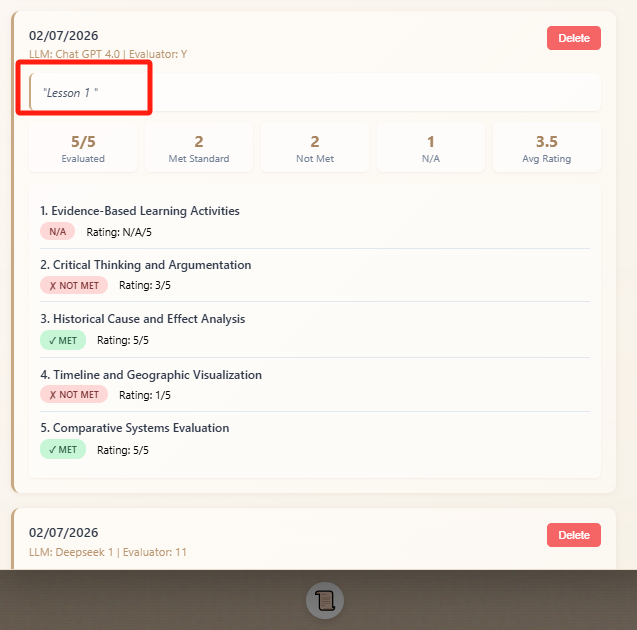 02/07/2026
Delete
LLM: Chat GPT 4.0 | Evaluator: Y
"Lesson 1 "
5/5
Evaluated
2
Met Standard
2
Not Met
1
N/A
3.5
Avg Rating
1. Evidence-Based Learning Activities
N/A Rating: N/A/5
2. Critical Thinking and Argumentation
✗ NOT MET Rating: 3/5
3. Historical Cause and Effect Analysis
✓ MET Rating: 5/5
4. Timeline and Geographic Visualization
✗ NOT MET Rating: 1/5
5. Comparative Systems Evaluation
✓ MET Rating: 5/5
02/07/2026
Delete
LLM: Deepseek 1 | Evaluator: 11